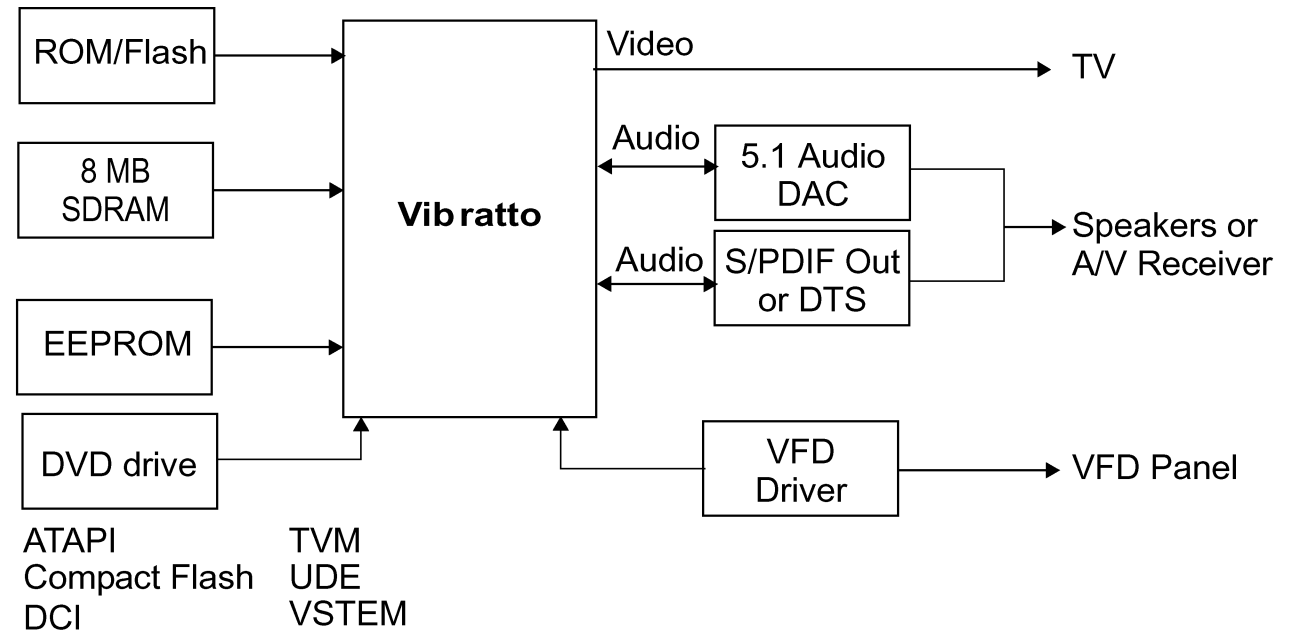 ROM/Flash
8 MB
SDRAM
EEPROM
DVD drive
ATAPI
Compact Flash
DCI
TVM
UDE
VSTEM
Vib ratto
Video
TV
Audio
5.1 Audio
DAC
Audio
S/PDIF Out
or DTS
Speakers or
A/V Receiver
VFD
Driver
VFD Panel